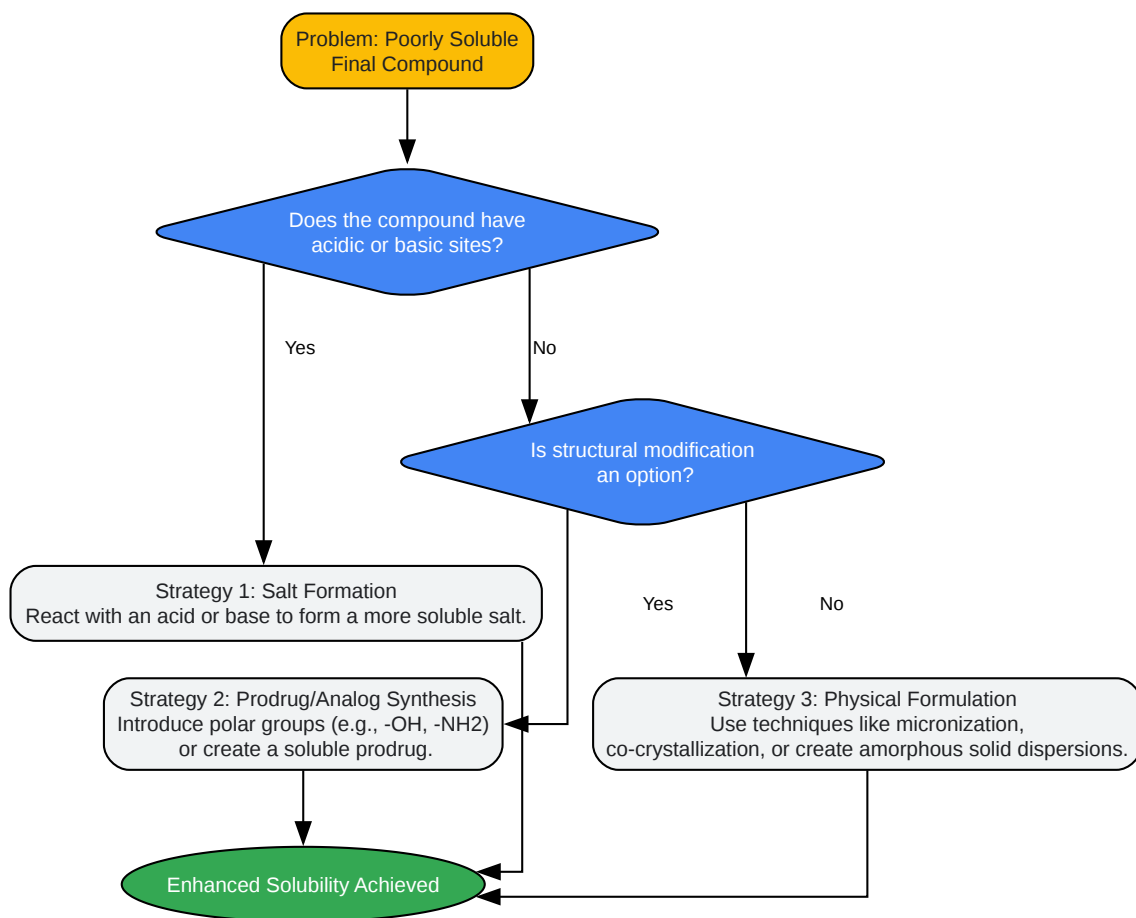 Problem: Poorly Soluble
Final Compound
Does the compound have
acidic or basic sites?
Yes
No
Is structural modification
an option?
Strategy 1: Salt Formation
React with an acid or base to form a more soluble salt.
Yes
No
Strategy 2: Prodrug/Analog Synthesis
Introduce polar groups (e.g., -OH, -NH2)
or create a soluble prodrug.
Strategy 3: Physical Formulation
Use techniques like micronization,
co-crystallization, or create amorphous solid dispersions.
Enhanced Solubility Achieved